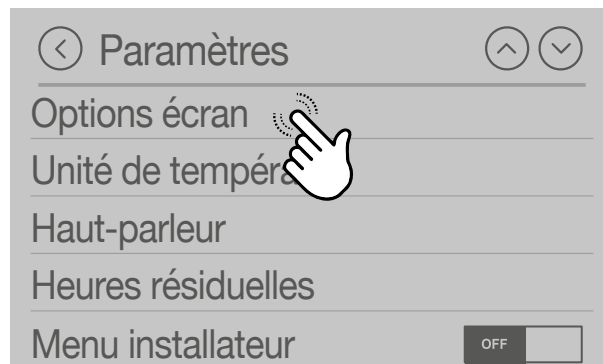 Paramètres
Options écran
Unité de tempéra
Haut-parleur
Heures résiduelles
Menu installateur
OFF